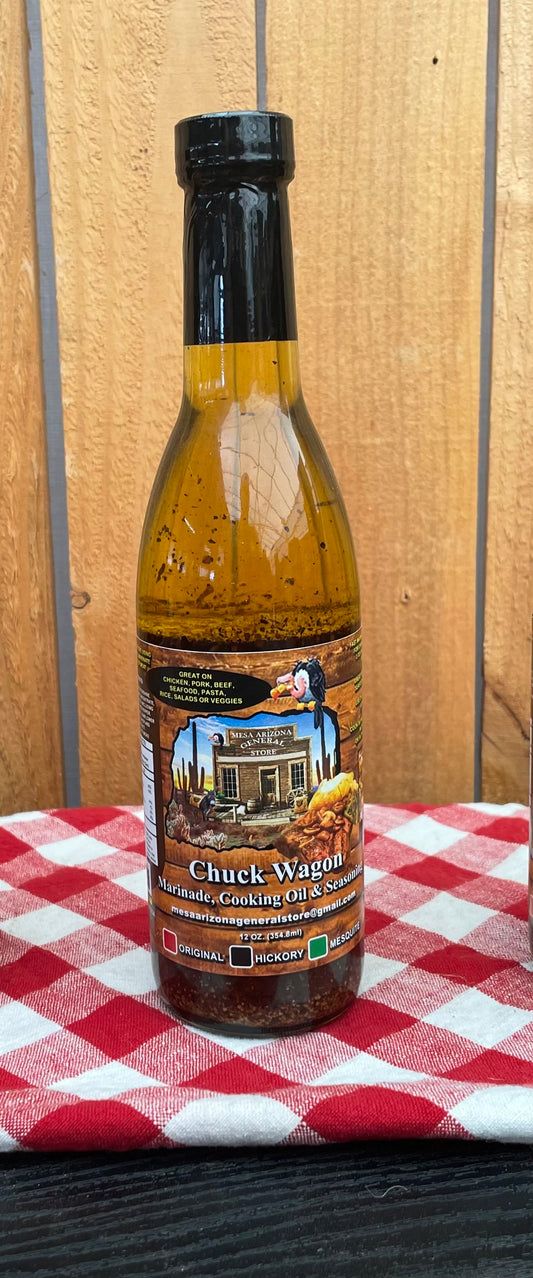 GREAT ON
CHICKEN, PORK, BEEF,
SEAFOOD, PASTA,
RICE, SALADS OR VEGGIES
MESA ARIZONA
GENERAL
STORE
Chuck Wagon
Marinade, Cooking Oil & Seasoning
mesaarizonageneralstore@gmail.com
12 OZ. (354.8ml)
ORIGINAL HICKORY MESQUITE